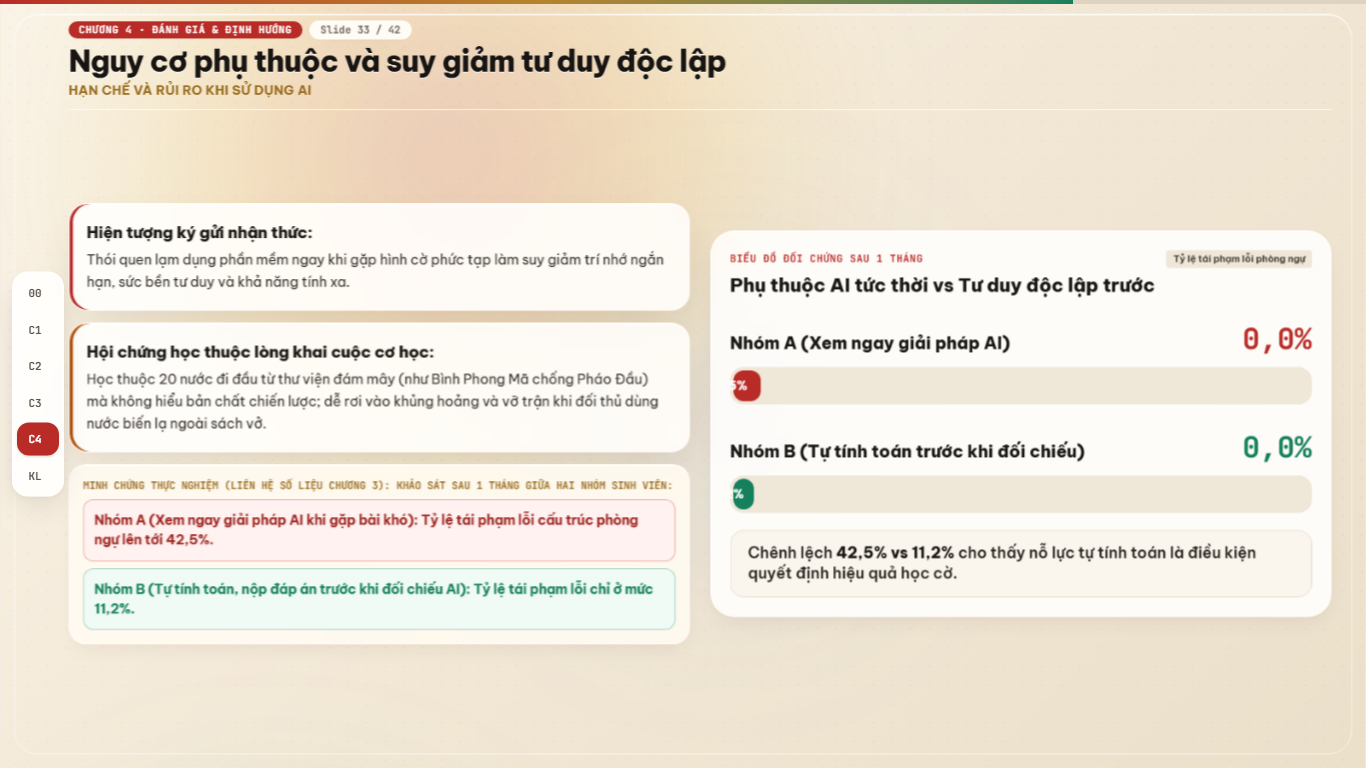 CHƯƠNG 4 - ĐÁNH GIÁ & ĐỊNH HƯỚNG
Slide 33 / 42
Nguy cơ phụ thuộc và suy giảm tư duy độc lập
HẠN CHẾ VÀ RỦI RO KHI SỬ DỤNG AI
00
C1
C2
C3
C4
KL
Hiện tượng ký gửi nhận thức:
Thói quen lạm dụng phần mềm ngay khi gặp hình cờ phức tạp làm suy giảm trí nhớ ngắn
hạn, sức bền tư duy và khả năng tính xa.
Hội chứng học thuộc lòng khai cuộc cơ học:
Học thuộc 20 nước đi đầu từ thư viện đám mây (như Bình Phong Mã chống Pháo Đầu)
mà không hiểu bản chất chiến lược; dễ rơi vào khủng hoảng và vỡ trận khi đối thủ dùng
nước biến lạ ngoài sách vở.
MINH CHỨNG THỰC NGHIỆM (LIÊN HỆ SỐ LIỆU CHƯƠNG 3): KHẢO SÁT SAU 1 THÁNG GIỮA HAI NHÓM SINH VIÊN:
Nhóm A (Xem ngay giải pháp AI khi gặp bài khó): Tỷ lệ tái phạm lỗi cấu trúc phòng
ngự lên tới 42,5%.
Nhóm B (Tự tính toán, nộp đáp án trước khi đối chiếu AI): Tỷ lệ tái phạm lỗi chỉ ở mức
11,2%.
BIỂU ĐỒ ĐỐI CHỨNG SAU 1 THÁNG
Tỷ lệ tái phạm lỗi phòng ngự
Phụ thuộc AI tức thời vs Tư duy độc lập trước
Nhóm A (Xem ngay giải pháp AI)
0,0%
5%
Nhóm B (Tự tính toán trước khi đối chiếu)
0,0%
%
Chênh lệch 42,5% vs 11,2% cho thấy nỗ lực tự tính toán là điều kiện
quyết định hiệu quả học cờ.